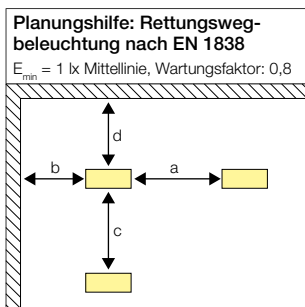 Planungshilfe: Rettungsweg-
beleuchtung nach EN 1838
Emin = 1 lx Mittellinie, Wartungsfaktor: 0,8
d
b
a
c